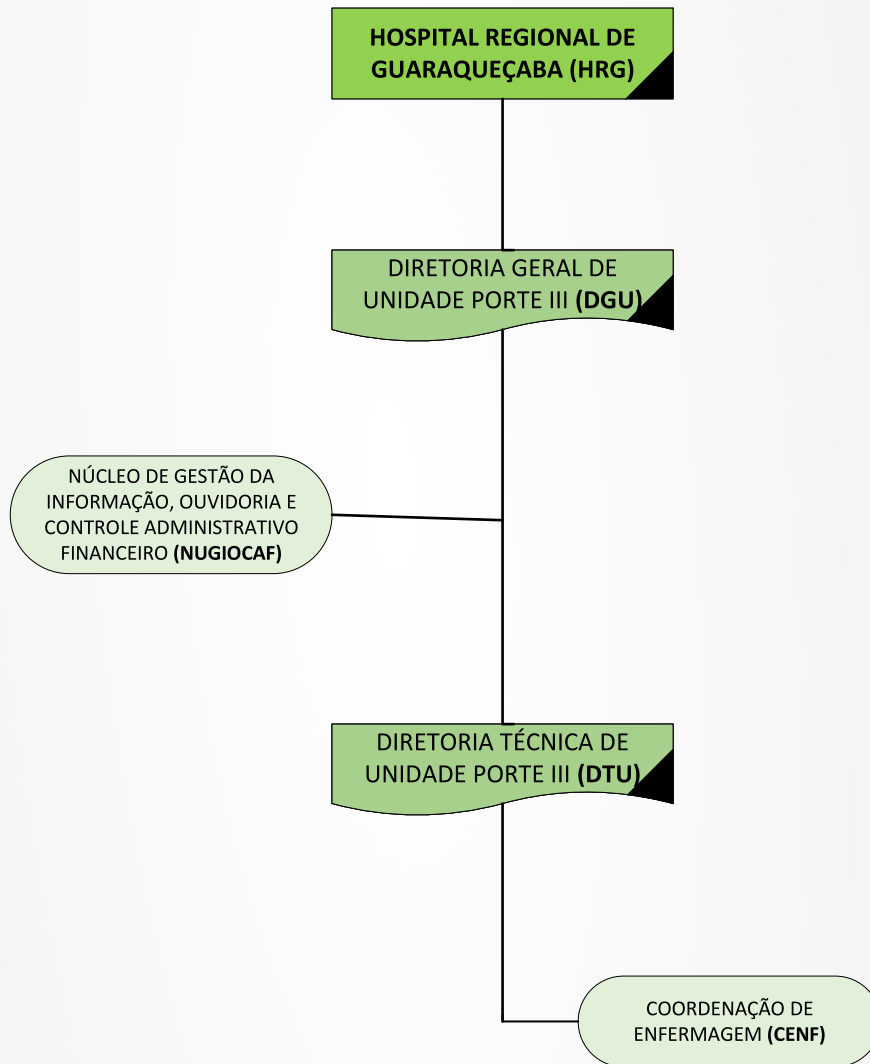 HOSPITAL REGIONAL DE
GUARAQUEÇABA (HRG)
DIRETORIA GERAL DE
UNIDADE PORTE III (DGU)
NÚCLEO DE GESTÃO DA
INFORMAÇÃO, OUVIDORIA E
CONTROLE ADMINISTRATIVO
FINANCEIRO (NUGIOCAF)
DIRETORIA TÉCNICA DE
UNIDADE PORTE III (DTU)
COORDENAÇÃO DE
ENFERMAGEM (CENF)